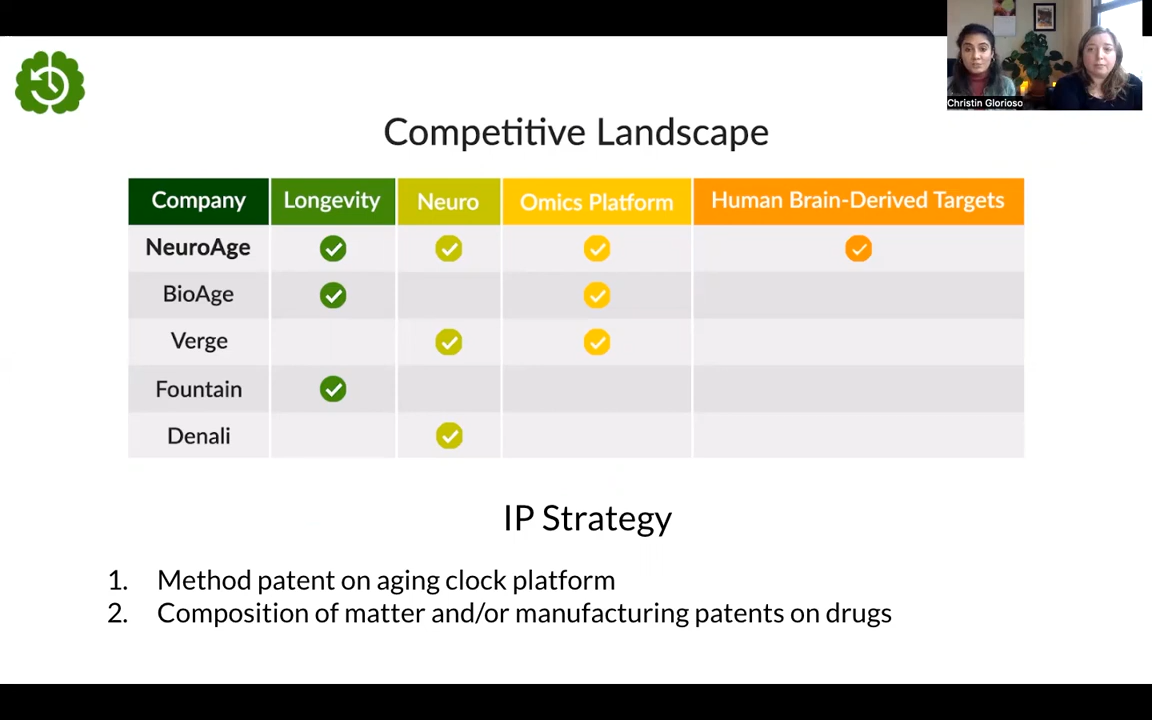 Christin Glorioso
Competitive Landscape
Company Longevity Neuro Omics Platform Human Brain-Derived Targets
NeuroAge
BioAge
Verge
Fountain
Denali
IP Strategy
1. Method patent on aging clock platform
2. Composition of matter and/or manufacturing patents on drugs